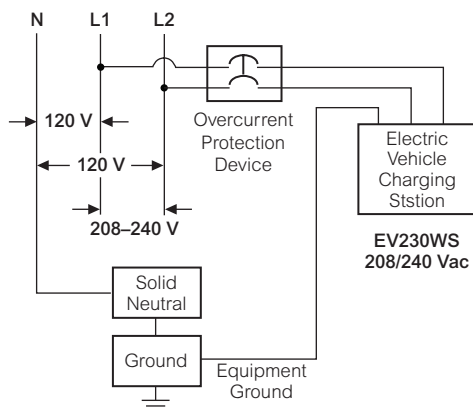 N L1 L2
120 V
120 V
208–240 V
Overcurrent
Protection
Device
Electric
Vehicle
Charging
Ststion
EV230WS
208/240 Vac
Solid
Neutral
Ground
Equipment
Ground